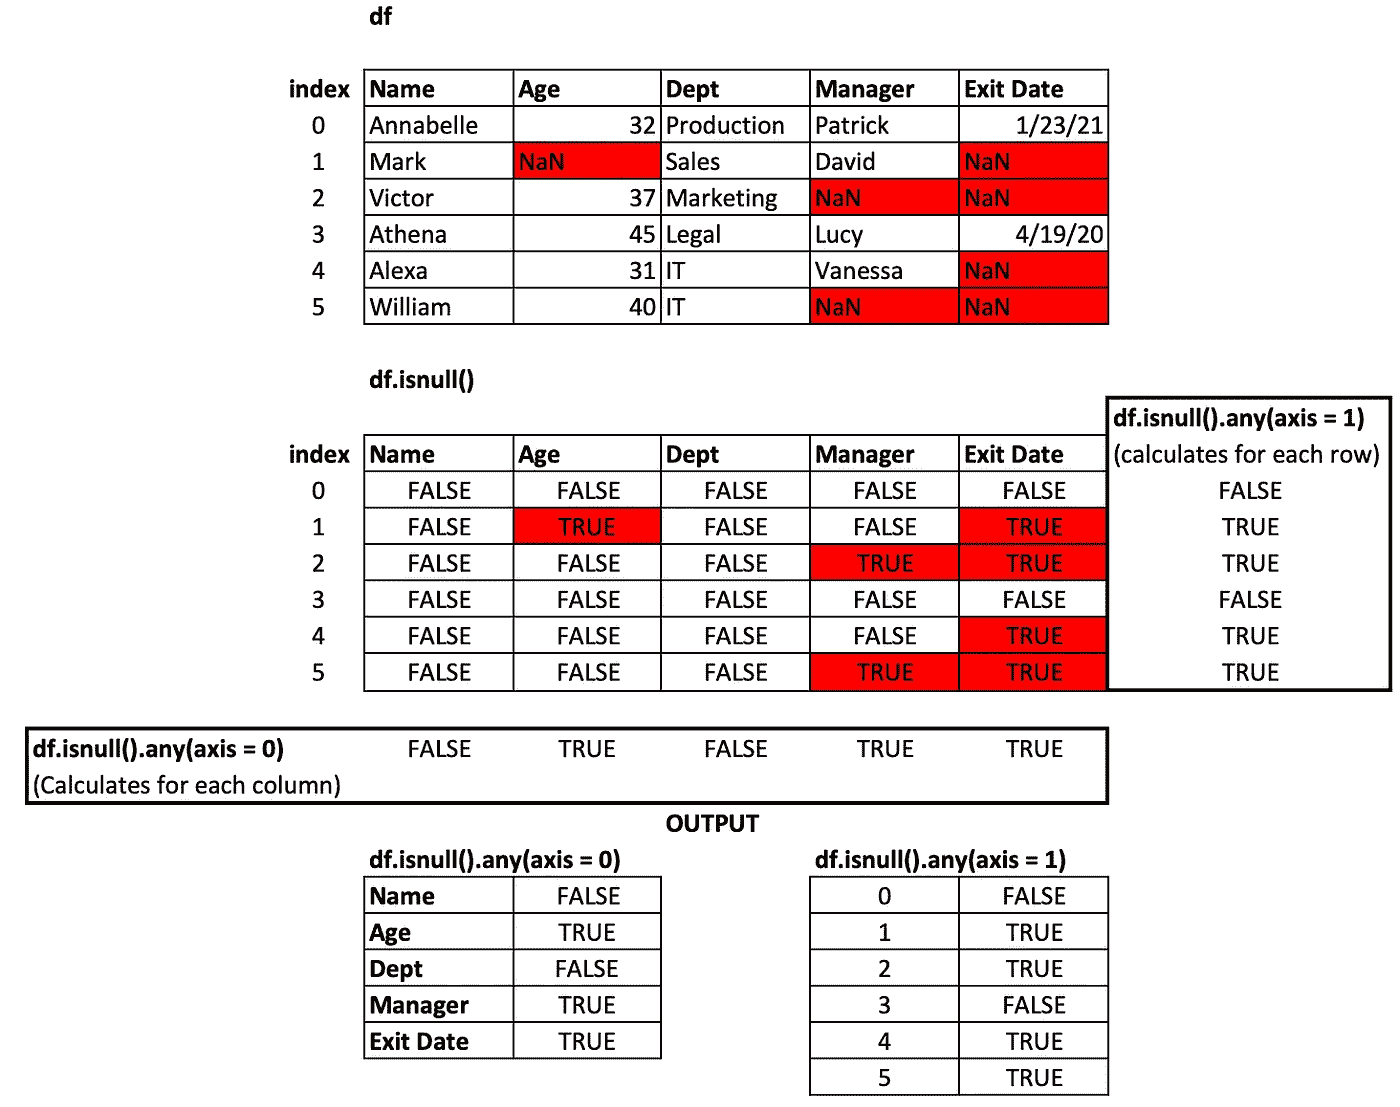 df
index Name Age Dept Manager Exit Date
0 Annabelle 32 Production Patrick 1/23/21
1 Mark NaN Sales David NaN
2 Victor 37 Marketing NaN NaN
3 Athena 45 Legal Lucy 4/19/20
4 Alexa 31 IT Vanessa NaN
5 William 40 IT NaN NaN
df.isnull()
df.isnull().any(axis = 1)
index Name Age Dept Manager Exit Date (calculates for each row)
0 FALSE FALSE FALSE FALSE FALSE FALSE
1 FALSE TRUE FALSE FALSE TRUE TRUE
2 FALSE FALSE FALSE TRUE TRUE TRUE
3 FALSE FALSE FALSE FALSE FALSE FALSE
4 FALSE FALSE FALSE FALSE TRUE TRUE
5 FALSE FALSE FALSE TRUE TRUE TRUE
df.isnull().any(axis = 0) FALSE TRUE FALSE TRUE TRUE
(Calculates for each column)
OUTPUT
df.isnull().any(axis = 0) df.isnull().any(axis = 1)
Name FALSE 0 FALSE
Age TRUE 1 TRUE
Dept FALSE 2 TRUE
Manager TRUE 3 FALSE
Exit Date TRUE 4 TRUE
5 TRUE